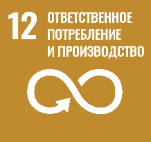 12 ОТВЕТСТВЕННОЕ
ПОТРЕБЛЕНИЕ
И ПРОИЗВОДСТВО